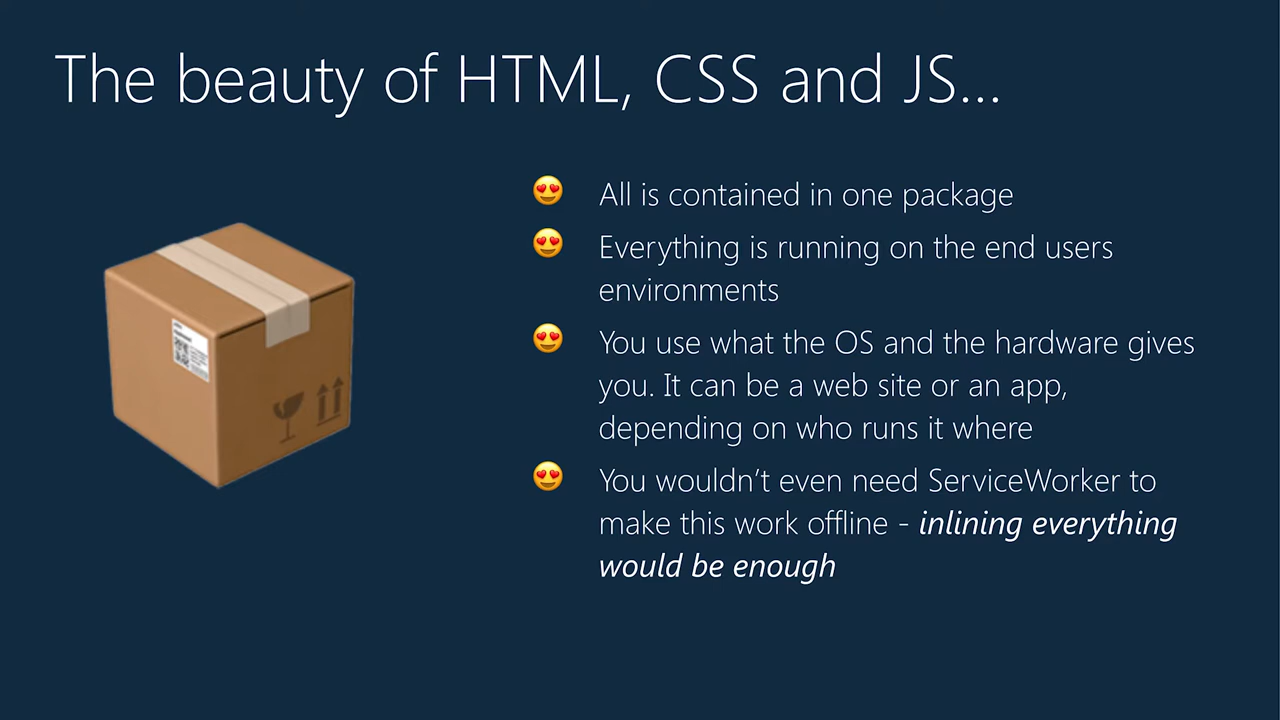 The beauty of HTML, CSS and JS...
All is contained in one package
Everything is running on the end users
environments
You use what the OS and the hardware gives
you. It can be a web site or an app,
depending on who runs it where
You wouldn’t even need ServiceWorker to
make this work offline - inlining everything
would be enough